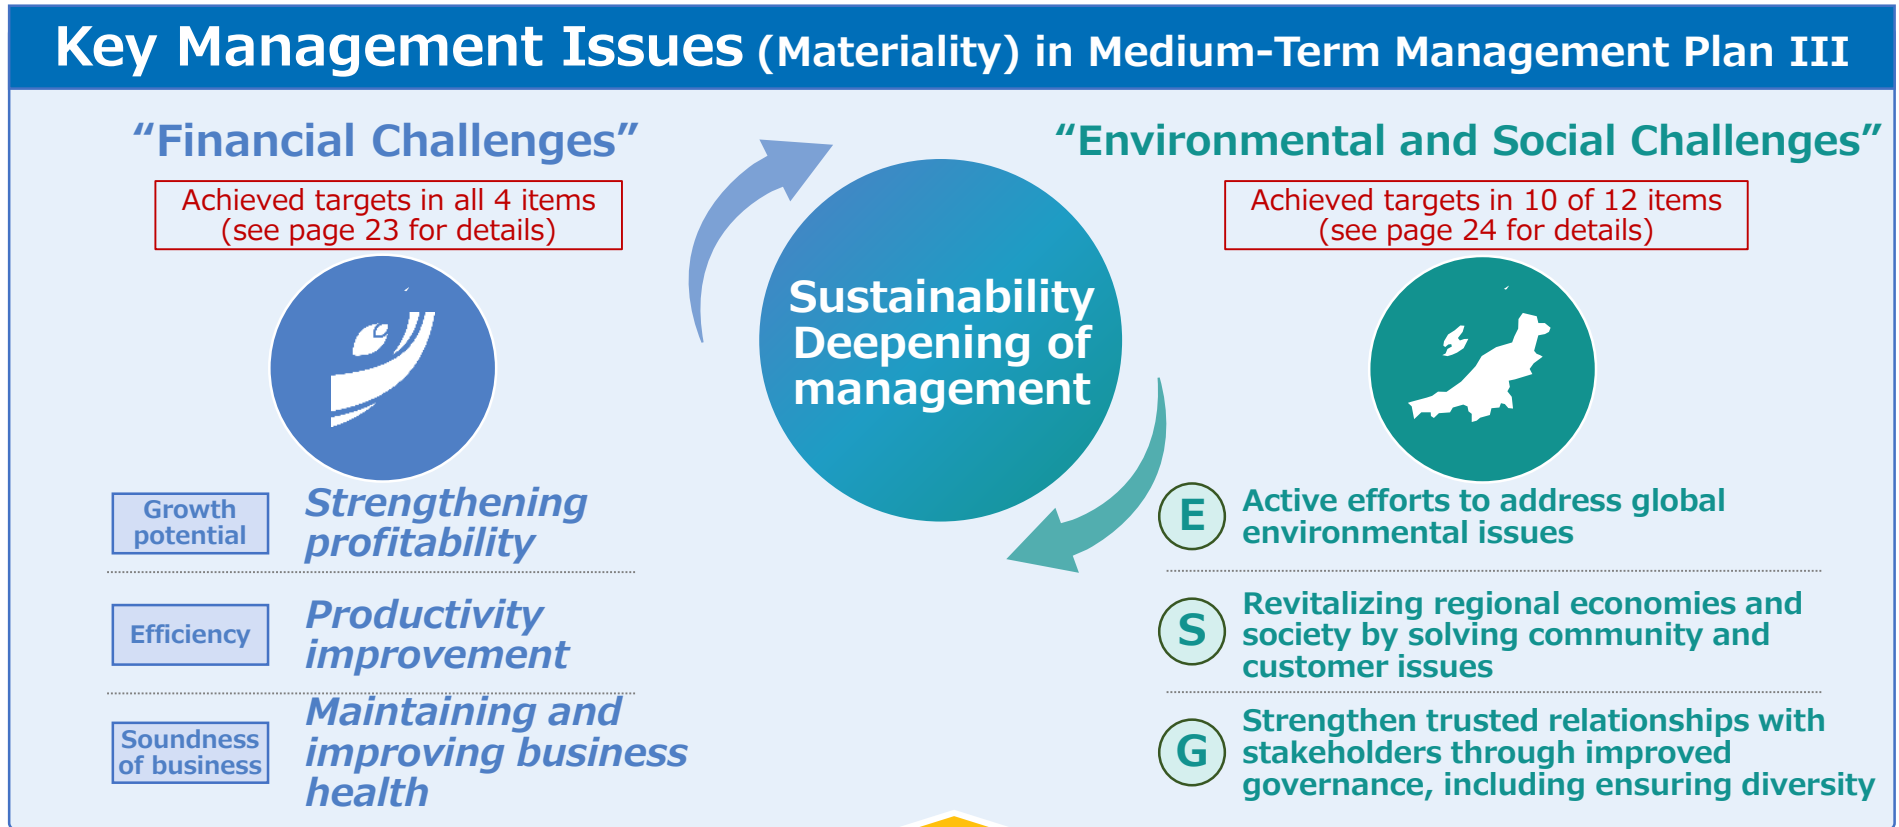 Key Management Issues (Materiality) in Medium-Term Management Plan III
“Financial Challenges”
Achieved targets in all 4 items
(see page 23 for details)
Growth
potential
Strengthening
profitability
Efficiency
Productivity
improvement
Soundness
of business
Maintaining and
improving business
health
Sustainability
Deepening of
management
“Environmental and Social Challenges”
Achieved targets in 10 of 12 items
(see page 24 for details)
E
Active efforts to address global
environmental issues
S
Revitalizing regional economies and
society by solving community and
customer issues
G
Strengthen trusted relationships with
stakeholders through improved
governance, including ensuring diversity